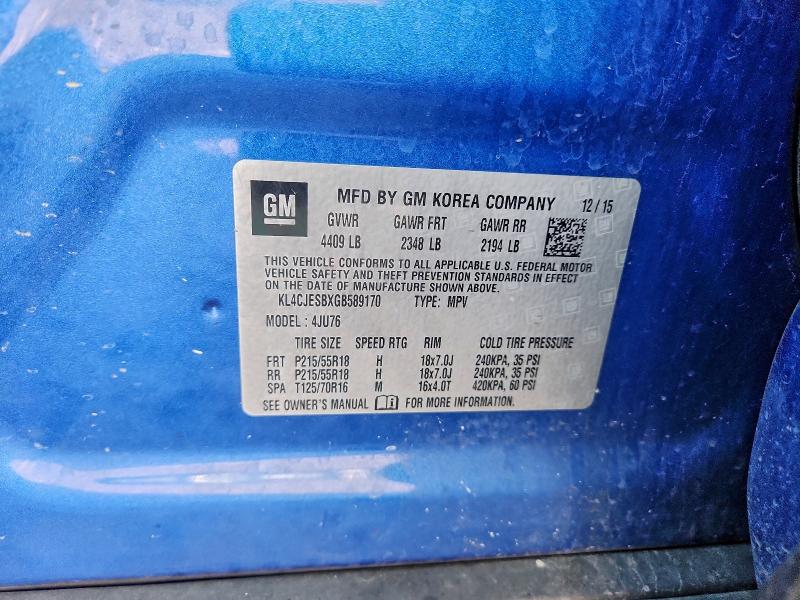 GM MFD BY GM KOREA COMPANY 12 / 15
GVWR GAWR FRT GAWR RR
4409 LB 2348 LB 2194 LB
THIS VEHICLE CONFORMS TO ALL APPLICABLE U.S. FEDERAL MOTOR
VEHICLE SAFETY AND THEFT PREVENTION STANDARDS IN EFFECT
ON THE DATE OF MANUFACTURE SHOWN ABOVE.
KL4CJESBXGB589170 TYPE: MPV
MODEL : 4JU76
TIRE SIZE SPEED RTG RIM COLD TIRE PRESSURE
FRT P215/55R18 H 18x7.0J 240KPA, 35 PSI
RR P215/55R18 H 18x7.0J 240KPA, 35 PSI
SPA T125/70R16 M 16x4.0T 420KPA, 60 PSI
SEE OWNER'S MANUAL FOR MORE INFORMATION.